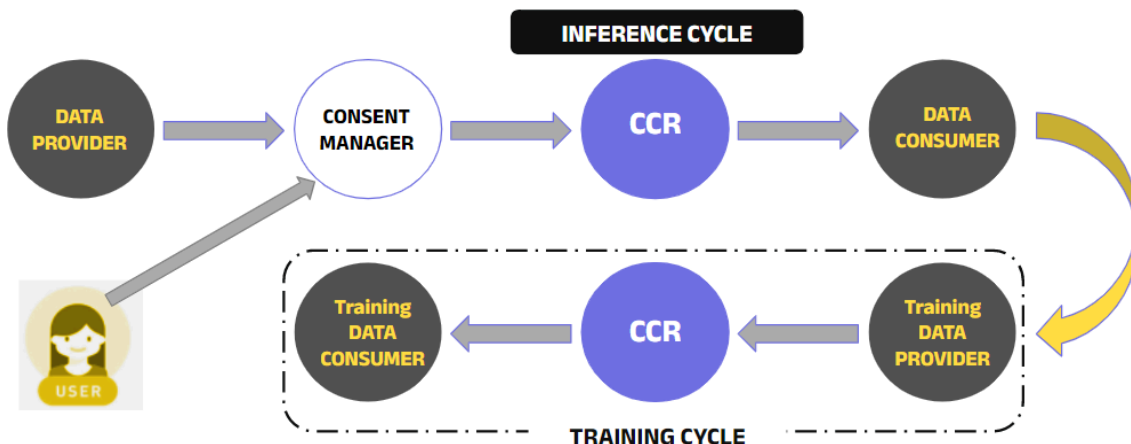 INFERENCE CYCLE
DATA
PROVIDER
CONSENT
MANAGER
CCR
DATA
CONSUMER
Training
DATA
CONSUMER
CCR
Training
DATA
PROVIDER
USER
TRAINING CYCLE